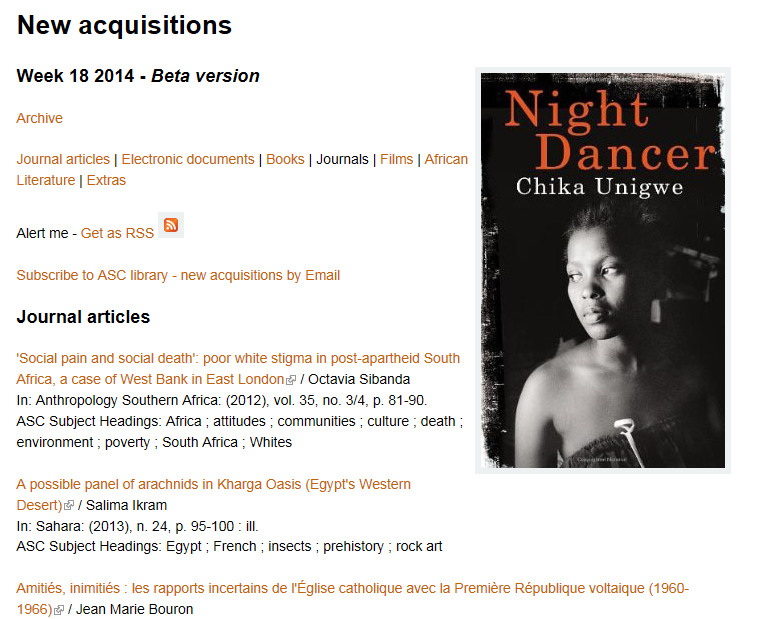 New acquisitions
Week 18 2014 - Beta version
Archive
Journal articles | Electronic documents | Books | Journals | Films | African
Literature | Extras
Alert me - Get as RSS
Subscribe to ASC library - new acquisitions by Email
Night
Dancer
Chika Unigwe
Journal articles
'Social pain and social death': poor white stigma in post-apartheid South
Africa, a case of West Bank in East London / Octavia Sibanda
In: Anthropology Southern Africa: (2012), vol. 35, no. 3/4, p. 81-90.
ASC Subject Headings: Africa ; attitudes ; communities ; culture ; death ;
environment ; poverty ; South Africa ; Whites
A possible panel of arachnids in Kharga Oasis (Egypt's Western
Desert) / Salima Ikram
In: Sahara: (2013), n. 24, p. 95-100 : ill.
ASC Subject Headings: Egypt ; French ; insects ; prehistory ; rock art
Amitiés, inimitiés : les rapports incertains de l'Église catholique avec la Première République voltaique (1960-
1966) / Jean Marie Bouron